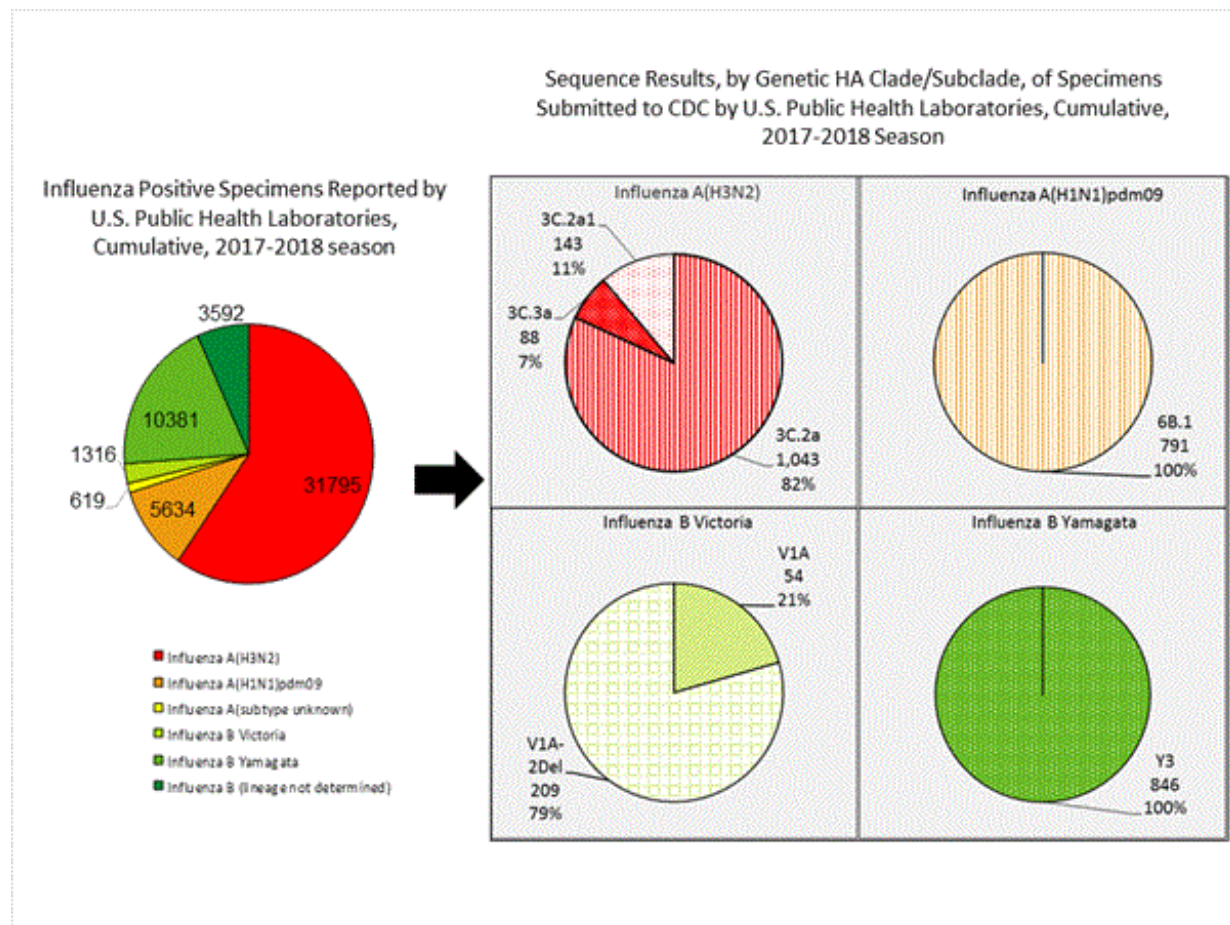 Sequence Results, by Genetic HA Clade/Subclade, of Specimens
Submitted to CDC by U.S. Public Health Laboratories, Cumulative,
2017-2018 Season
Influenza Positive Specimens Reported by
U.S. Public Health Laboratories,
Cumulative, 2017-2018 season
3592
10381
1316
619
5634
31795
Influenza A(H3N2)
Influenza A(H1N1)pdm09
Influenza A(subtype unknown)
Influenza B Victoria
Influenza B Yamagata
Influenza B (lineage not determined)
Influenza A(H3N2)
3C.2a1
143
11%
3C.3a
88
7%
3C.2a
1,043
82%
Influenza A(H1N1)pdm09
6B.1
791
100%
Influenza B Victoria
V1A
54
21%
V1A-
2Del
209
79%
Influenza B Yamagata
Y3
846
100%